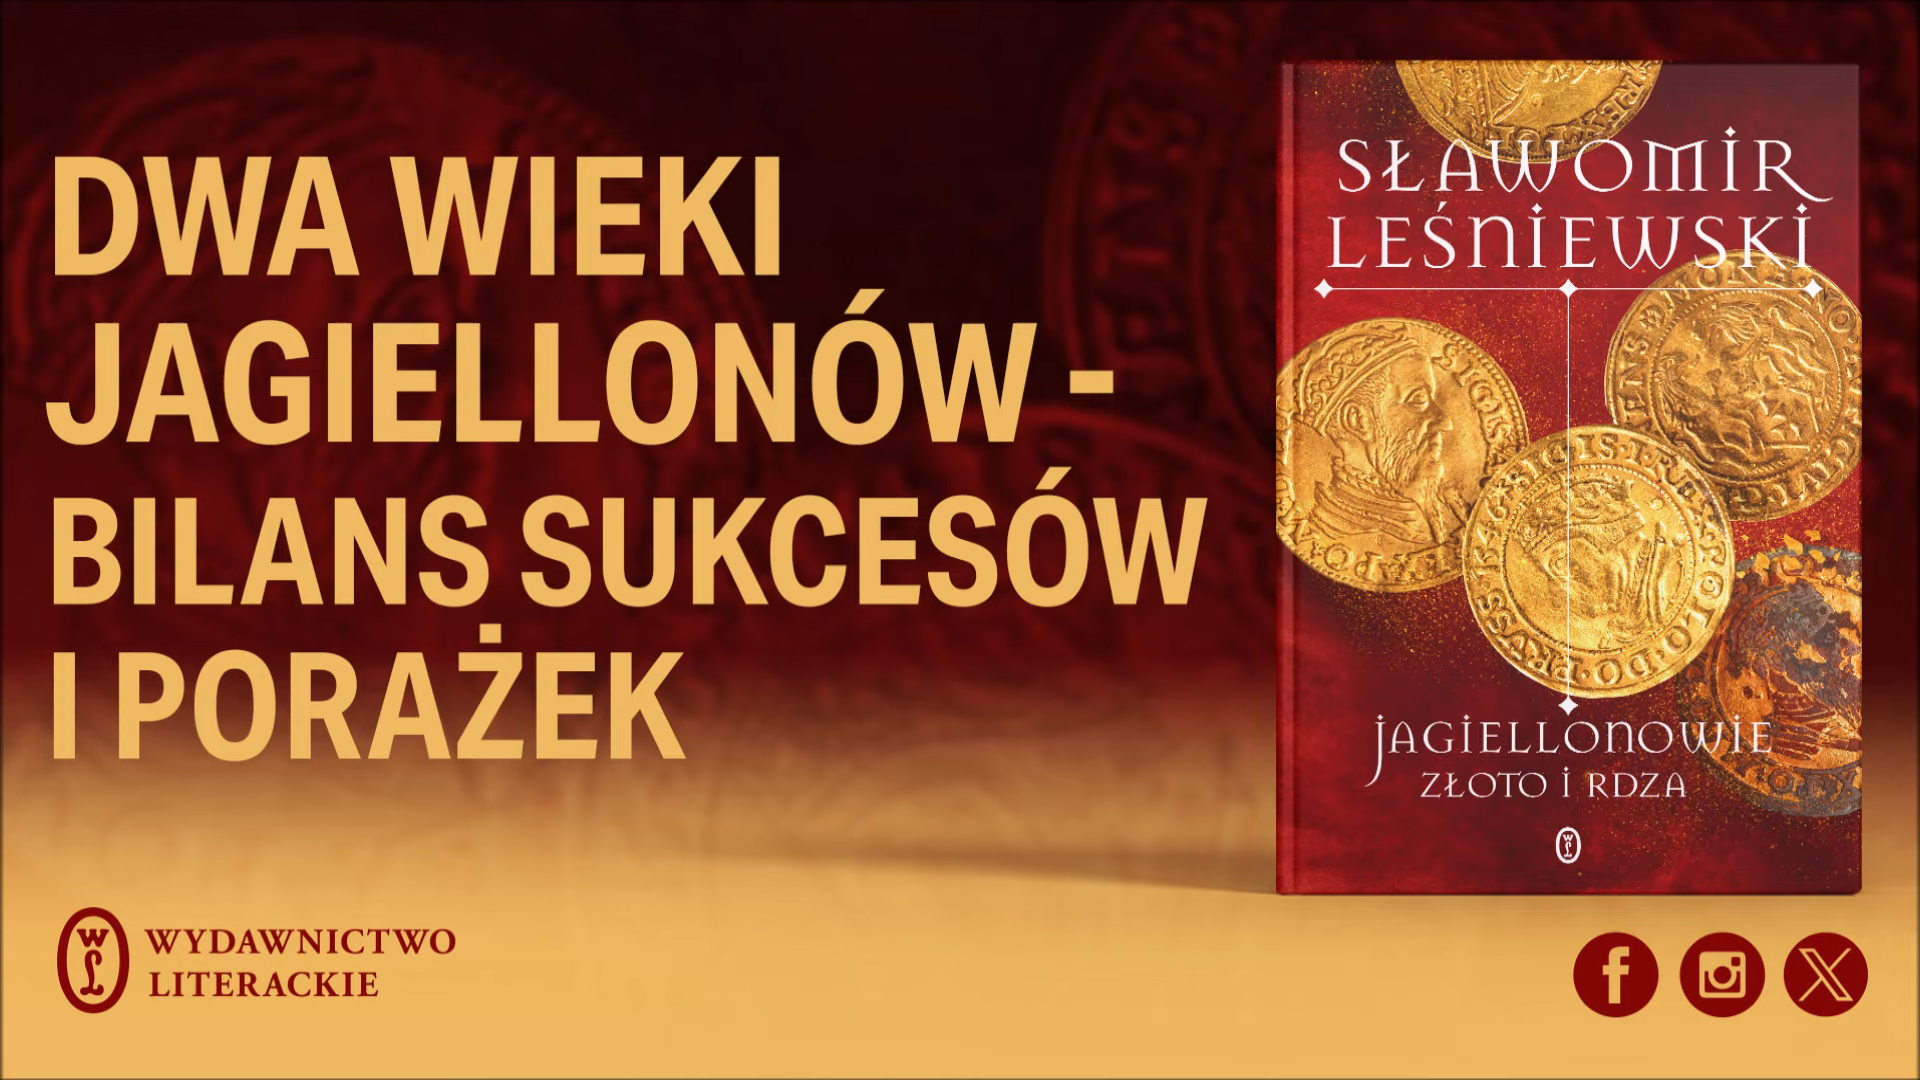 DWA WIEKI
JAGIELLONÓW -
BILANS SUKCESÓW
I PORAŻEK
SŁAWOMIR
LEŚNIEWSKI
JAGIELLONOWIE
ZŁOTO I RDZA
WYDAWNICTWO
LITERACKIE